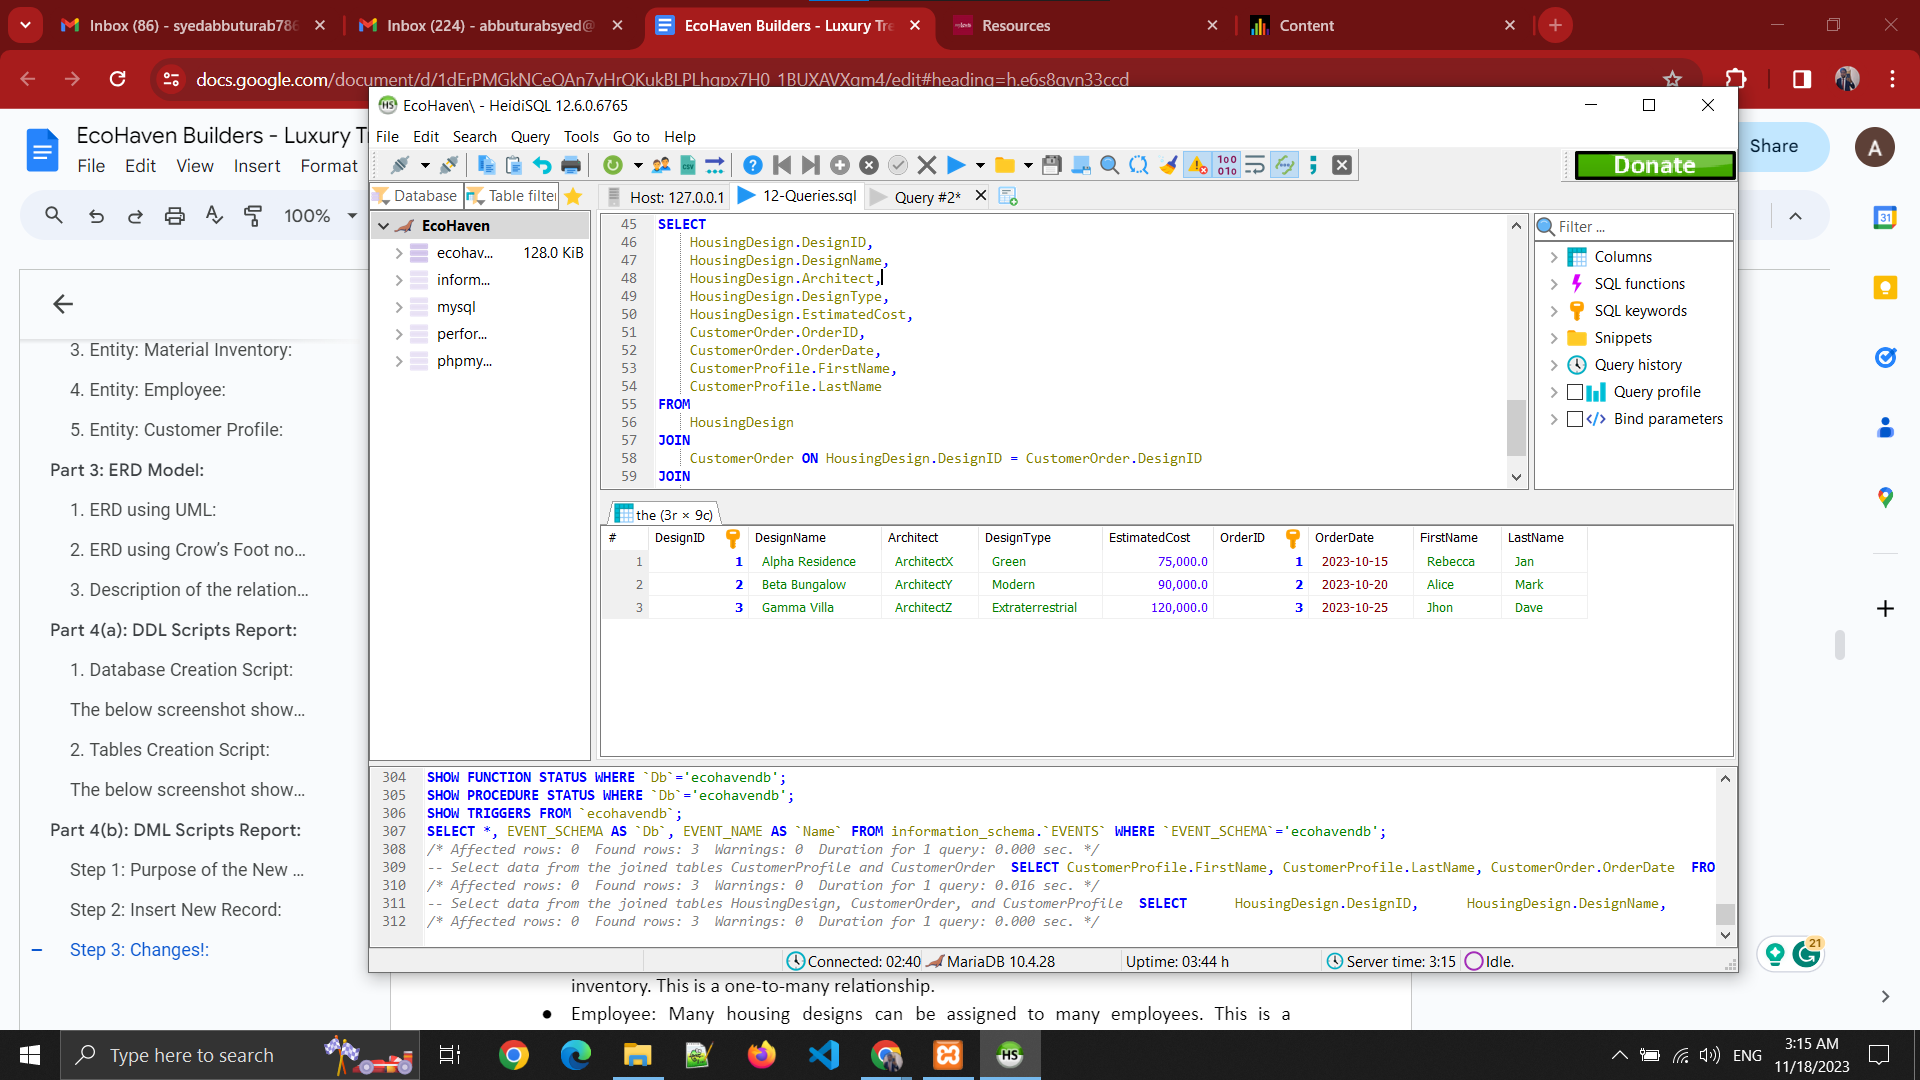 Inbox (86) - syedabbuturab786
Inbox (224) - abbuturabsyed@
EcoHaven Builders - Luxury Tre
Resources
Content
docs.google.com/document/d/1dErPMGkNCeQAn7vHrQKukBLPLhgpx7H0_1BUXAVXqm4/edit#heading=h.e6s8gvn33ccd
EcoHaven Builders - Luxury Tr
File Edit View Insert Format
Share
A
100%
31
3. Entity: Material Inventory:
4. Entity: Employee:
5. Entity: Customer Profile:
Part 3: ERD Model:
1. ERD using UML:
2. ERD using Crow’s Foot no...
3. Description of the relation...
Part 4(a): DDL Scripts Report:
1. Database Creation Script:
The below screenshot show...
2. Tables Creation Script:
The below screenshot show...
Part 4(b): DML Scripts Report:
Step 1: Purpose of the New ...
Step 2: Insert New Record:
Step 3: Changes!:
HS EcoHaven\ - HeidiSQL 12.6.0.6765
File Edit Search Query Tools Go to Help
Donate
Database Table filter
Host: 127.0.0.1 12-Queries.sql Query #2*
EcoHaven
ecohav... 128.0 KiB
inform...
mysql
perfor...
phpmy...
45 SELECT
46 HousingDesign.DesignID,
47 HousingDesign.DesignName,
48 HousingDesign.Architect,
49 HousingDesign.DesignType,
50 HousingDesign.EstimatedCost,
51 CustomerOrder.OrderID,
52 CustomerOrder.OrderDate,
53 CustomerProfile.FirstName,
54 CustomerProfile.LastName
55 FROM
56 HousingDesign
57 JOIN
58 CustomerOrder ON HousingDesign.DesignID = CustomerOrder.DesignID
59 JOIN
Filter ...
Columns
SQL functions
SQL keywords
Snippets
Query history
Query profile
Bind parameters
the (3r × 9c)
# DesignID DesignName Architect DesignType EstimatedCost OrderID OrderDate FirstName LastName
1 1 Alpha Residence ArchitectX Green 75,000.0 1 2023-10-15 Rebecca Jan
2 2 Beta Bungalow ArchitectY Modern 90,000.0 2 2023-10-20 Alice Mark
3 3 Gamma Villa ArchitectZ Extraterrestrial 120,000.0 3 2023-10-25 Jhon Dave
304 SHOW FUNCTION STATUS WHERE `Db`='ecohavendb';
305 SHOW PROCEDURE STATUS WHERE `Db`='ecohavendb';
306 SHOW TRIGGERS FROM `ecohavendb`;
307 SELECT *, EVENT_SCHEMA AS `Db`, EVENT_NAME AS `Name` FROM information_schema.`EVENTS` WHERE `EVENT_SCHEMA`='ecohavendb';
308 /* Affected rows: 0 Found rows: 3 Warnings: 0 Duration for 1 query: 0.000 sec. */
309 -- Select data from the joined tables CustomerProfile and CustomerOrder SELECT CustomerProfile.FirstName, CustomerProfile.LastName, CustomerOrder.OrderDate FRO
310 /* Affected rows: 0 Found rows: 3 Warnings: 0 Duration for 1 query: 0.016 sec. */
311 -- Select data from the joined tables HousingDesign, CustomerOrder, and CustomerProfile SELECT HousingDesign.DesignID, HousingDesign.DesignName,
312 /* Affected rows: 0 Found rows: 3 Warnings: 0 Duration for 1 query: 0.000 sec. */
Connected: 02:40 MariaDB 10.4.28 Uptime: 03:44 h Server time: 3:15 Idle.
21
inventory. This is a one-to-many relationship.
● Employee: Many housing designs can be assigned to many employees. This is a
Type here to search
HS
ENG
3:15 AM
11/18/2023